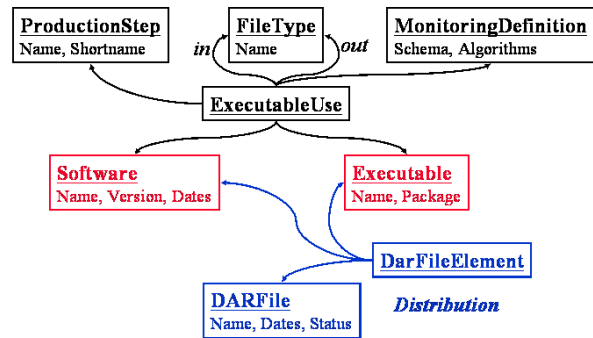 ProductionStep
Name, Shortname
in
FileType
Name
out
MonitoringDefinition
Schema, Algorithms
ExecutableUse
Software
Name, Version, Dates
Executable
Name, Package
DarFileElement
DARFile
Name, Dates, Status
Distribution